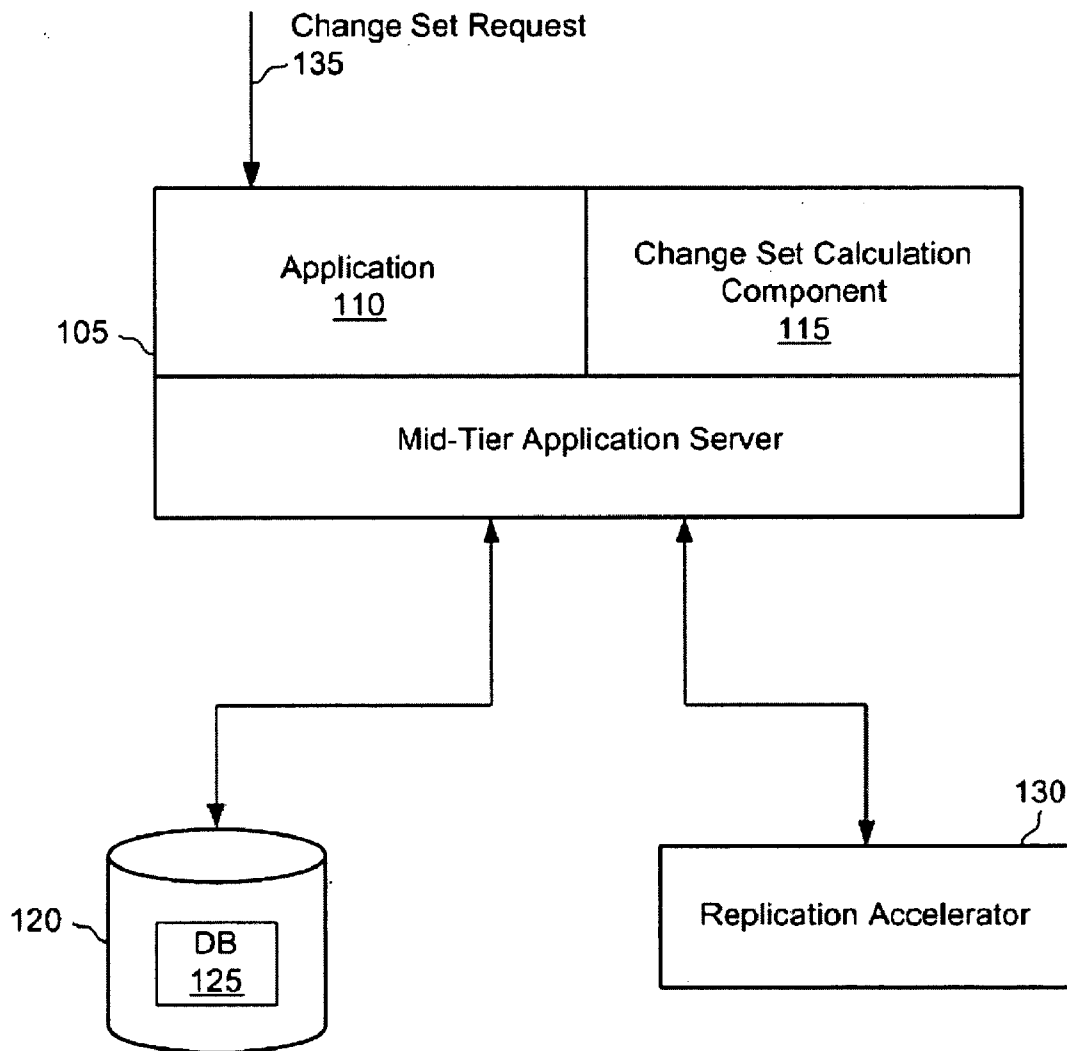 Change Set Request
135
Application
110
Change Set Calculation
Component
115
105
Mid-Tier Application Server
130
Replication Accelerator
120
DB
125